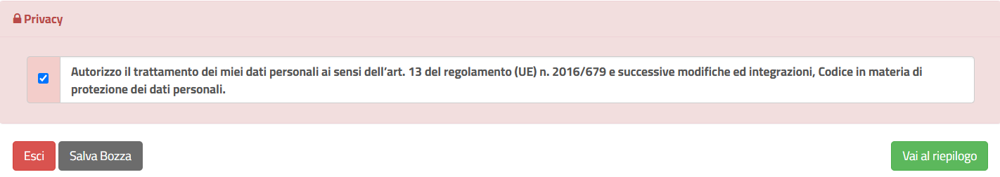 Privacy
Autorizzo il trattamento dei miei dati personali ai sensi dell'art. 13 del regolamento (UE) n. 2016/679 e successive modifiche ed integrazioni, Codice in materia di
protezione dei dati personali.
Esci Salva Bozza Vai al riepilogo